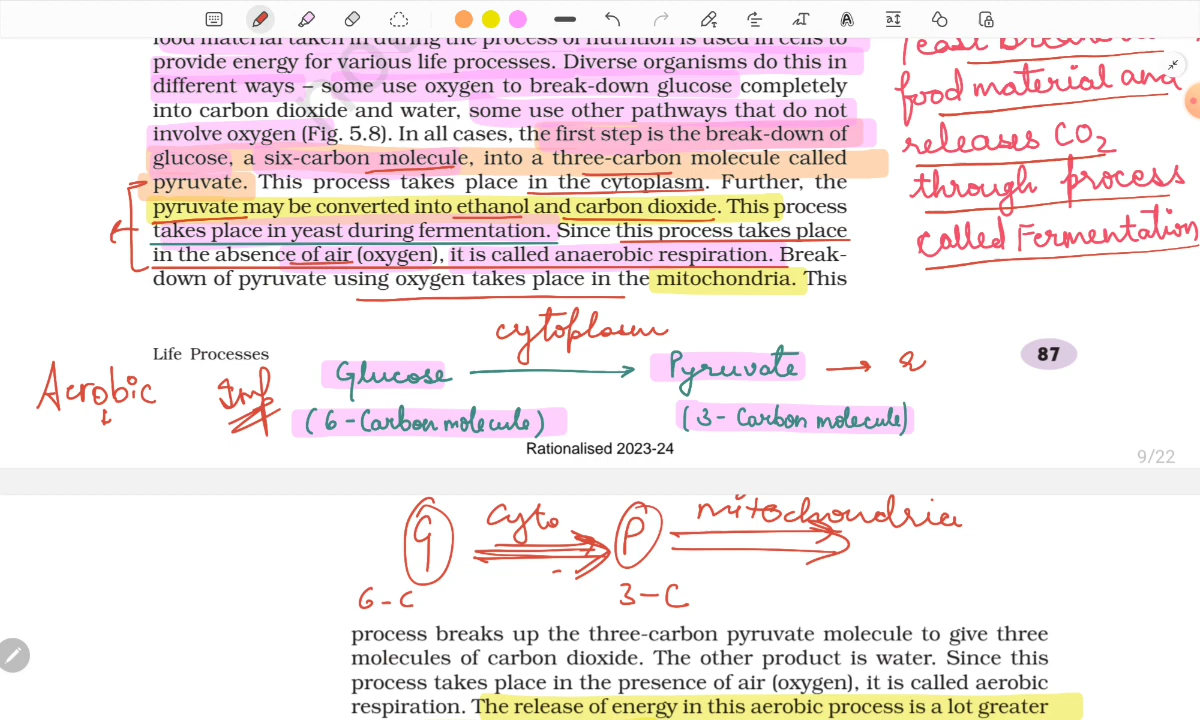 food material taken in during the process of nutrition is used in cells to
provide energy for various life processes. Diverse organisms do this in
different ways – some use oxygen to break-down glucose completely
into carbon dioxide and water, some use other pathways that do not
involve oxygen (Fig. 5.8). In all cases, the first step is the break-down of
glucose, a six-carbon molecule, into a three-carbon molecule called
pyruvate. This process takes place in the cytoplasm. Further, the
pyruvate may be converted into ethanol and carbon dioxide. This process
takes place in yeast during fermentation. Since this process takes place
in the absence of air (oxygen), it is called anaerobic respiration. Break-
down of pyruvate using oxygen takes place in the mitochondria. This
food material and
releases CO2
through process
called Fermentation
Life Processes
87
Aerobic
Imp
cytoplasm
Glucose → Pyruvate →
(6-Carbon molecule)
(3-Carbon molecule)
Rationalised 2023-24
9/22
G Cyto P mitochondria
6-C
3-C
process breaks up the three-carbon pyruvate molecule to give three
molecules of carbon dioxide. The other product is water. Since this
process takes place in the presence of air (oxygen), it is called aerobic
respiration. The release of energy in this aerobic process is a lot greater